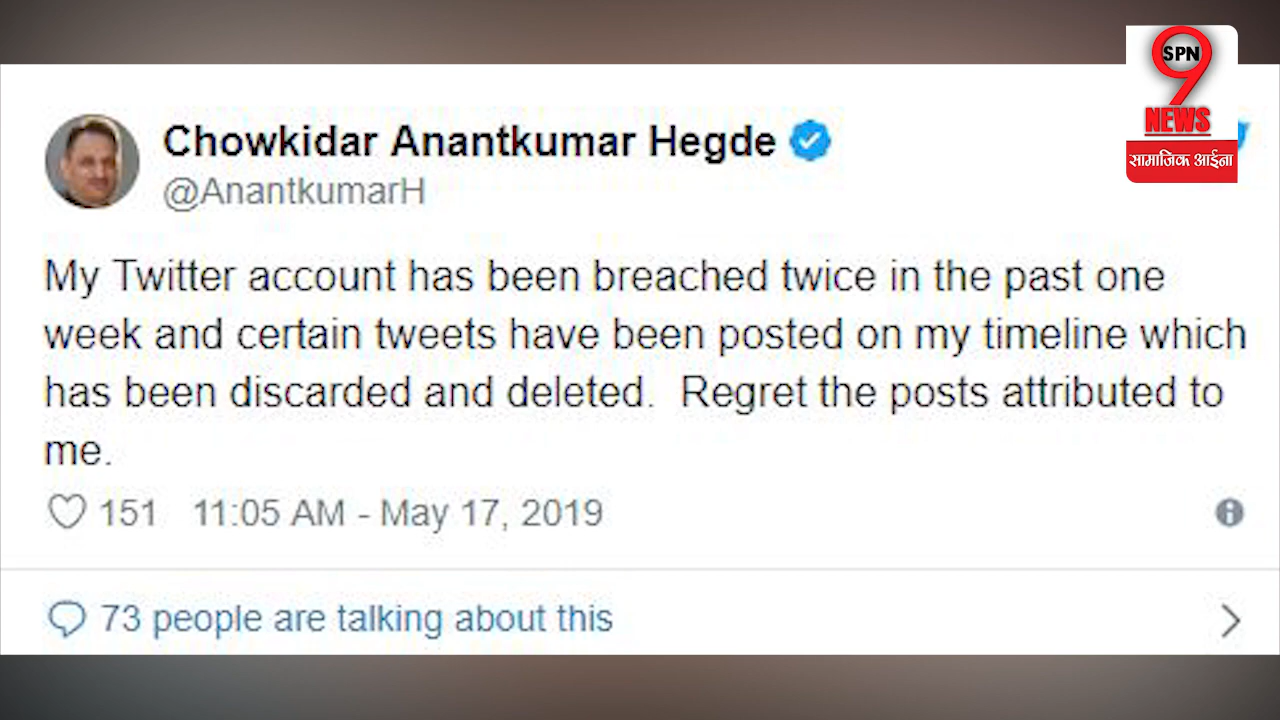 SPN
9
NEWS
सामाजिक आईना
Chowkidar Anantkumar Hegde
@AnantkumarH
My Twitter account has been breached twice in the past one
week and certain tweets have been posted on my timeline which
has been discarded and deleted.  Regret the posts attributed to
me.
151 11:05 AM - May 17, 2019
73 people are talking about this